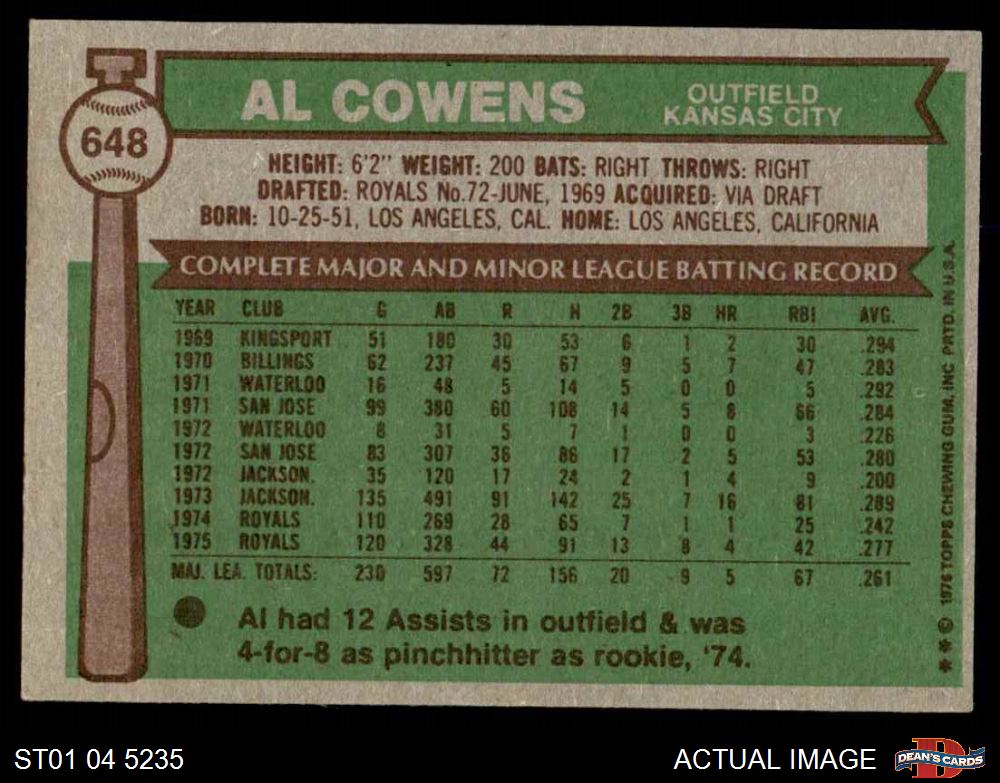 648
AL COWENS
OUTFIELD
KANSAS CITY
HEIGHT: 6'2" WEIGHT: 200 BATS: RIGHT THROWS: RIGHT
DRAFTED: ROYALS No.72-JUNE, 1969 ACQUIRED: VIA DRAFT
BORN: 10-25-51, LOS ANGELES, CAL. HOME: LOS ANGELES, CALIFORNIA
COMPLETE MAJOR AND MINOR LEAGUE BATTING RECORD
YEAR CLUB G AB R H 2B 3B HR RBI AVG.
1969 KINGSPORT 51 180 30 53 6 1 2 30 .294
1970 BILLINGS 62 237 45 67 9 5 7 47 .283
1971 WATERLOO 16 48 5 14 5 0 0 5 .292
1971 SAN JOSE 99 380 60 108 14 5 8 66 .284
1972 WATERLOO 8 31 5 7 1 0 0 3 .226
1972 SAN JOSE 83 307 36 86 17 2 5 53 .280
1972 JACKSON. 35 120 17 24 2 1 4 9 .200
1973 JACKSON. 135 491 91 142 25 7 16 81 .289
1974 ROYALS 110 269 28 65 7 1 1 25 .242
1975 ROYALS 120 328 44 91 13 8 4 42 .277
MAJ. LEA. TOTALS: 230 597 72 156 20 9 5 67 .261
Al had 12 Assists in outfield & was
4-for-8 as pinchhitter as rookie, '74.
* * © 1976 TOPPS CHEWING GUM, INC PRTD. IN U.S.A.
ST01 04 5235
ACTUAL IMAGE
D
DEAN'S CARDS